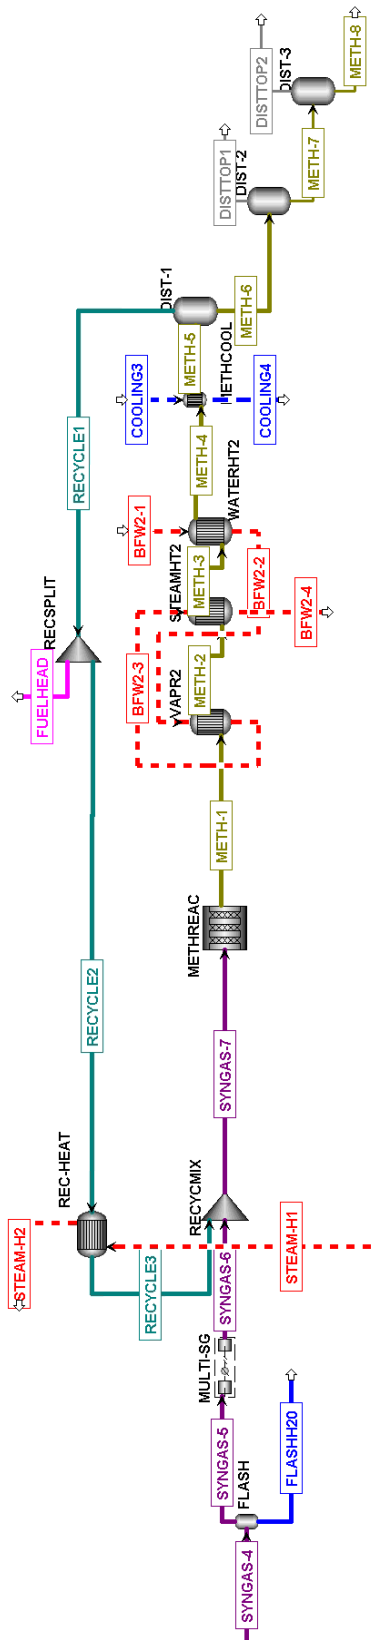 METH-8
DIST-3
DISTTOP2
METH-7
DIST-2
DISTTOP1
METH-6
DIST-1
METH-5
METHCOOL
COOLING3
COOLING4
METH-4
RECYCLE1
BFW2-1
WATERHT2
BFW2-2
METH-3
STEAMHT2
BFW2-4
RECSPLIT
FUELHEAD
BFW2-3
METH-2
VAPR2
METH-1
METHREAC
RECYCLE2
SYNGAS-7
REC-HEAT
RECYCMIX
STEAM-H2
STEAM-H1
RECYCLE3
SYNGAS-6
MULTI-SG
SYNGAS-5
FLASH
FLASHH20
SYNGAS-4